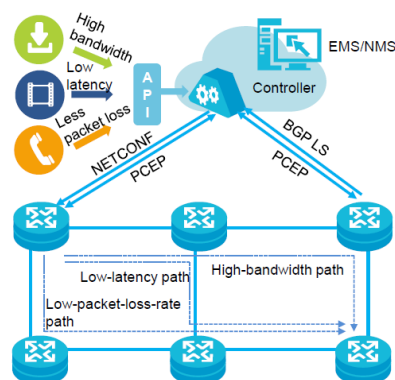 High
bandwidth
Low
latency
Less
packet loss
API
EMS/NMS
Controller
NETCONF
PCEP
BGP LS
PCEP
Low-latency path
High-bandwidth path
Low-packet-loss-rate
path